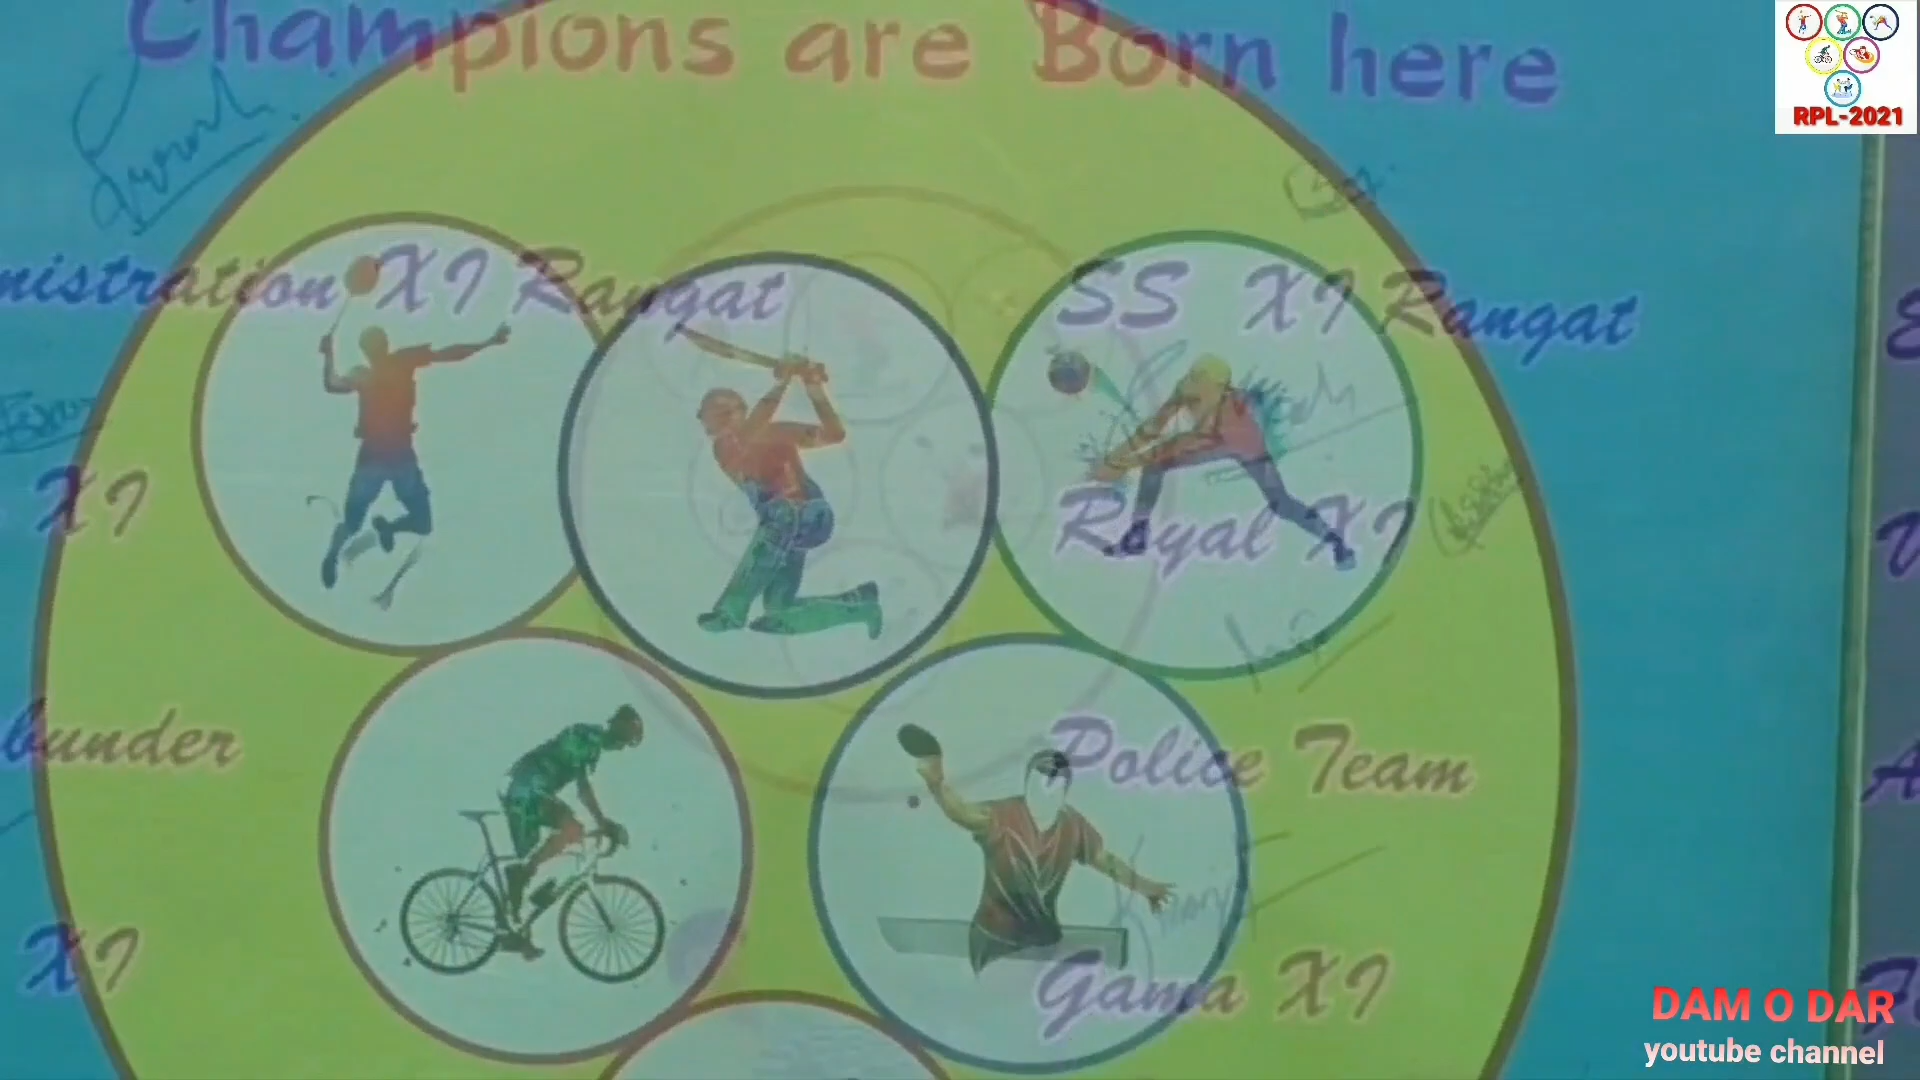 Champions are Born here
RPL-2021
nistration XI Rangat
SS XI Rangat
XI
Royal XI
bunder
Police Team
XI
Gama XI
DAM O DAR
youtube channel